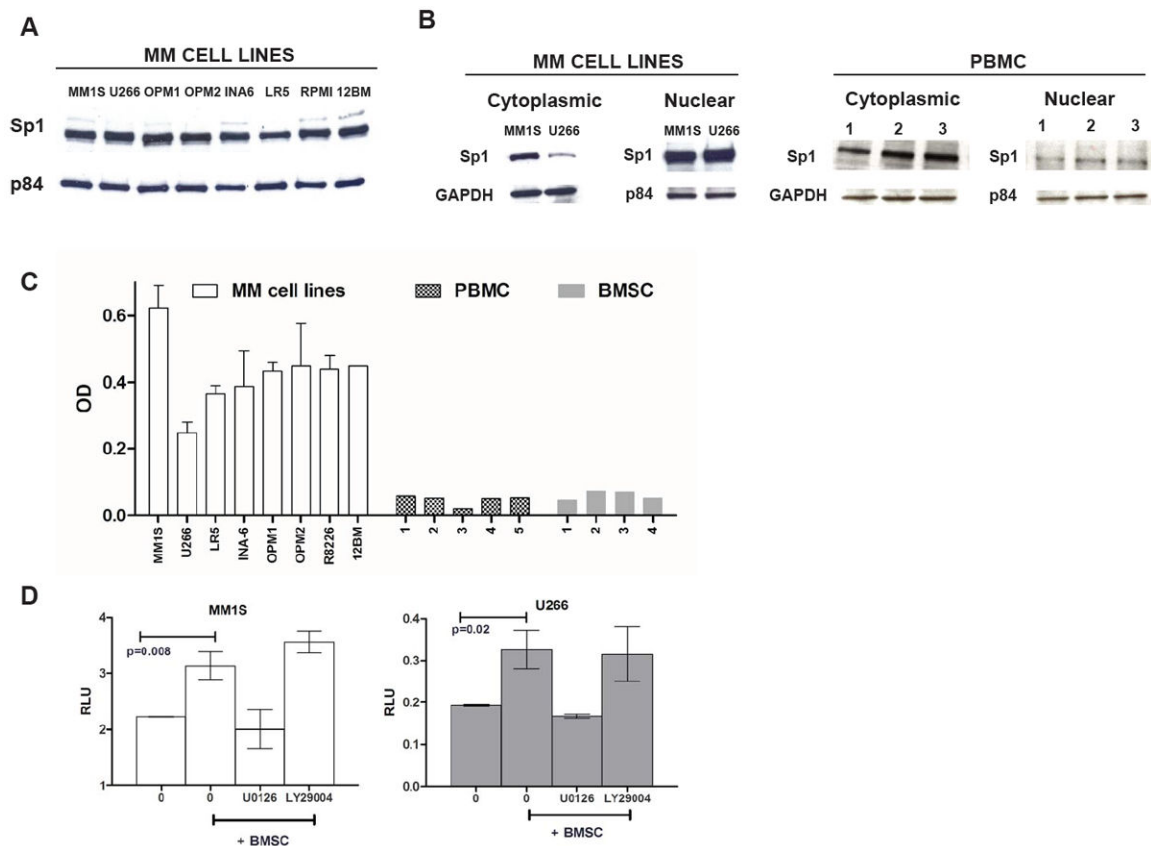 A
MM CELL LINES
MM1S U266 OPM1 OPM2 INA6 LR5 RPMI 12BM
Sp1
p84
B
MM CELL LINES
Cytoplasmic Nuclear
MM1S U266 MM1S U266
Sp1 Sp1
GAPDH p84
PBMC
Cytoplasmic Nuclear
1 2 3 1 2 3
Sp1 Sp1
GAPDH p84
C
MM cell lines PBMC BMSC
OD
0.6
0.4
0.2
0.0
MM1S U266 LR5 INA-6 OPM1 OPM2 R8226 12BM 1 2 3 4 5 1 2 3 4
D
MM1S
p=0.008
RLU
4
3
2
1
0 0 U0126 LY29004
+ BMSC
U266
p=0.02
RLU
0.4
0.3
0.2
0.1
0.0
0 0 U0126 LY29004
+ BMSC